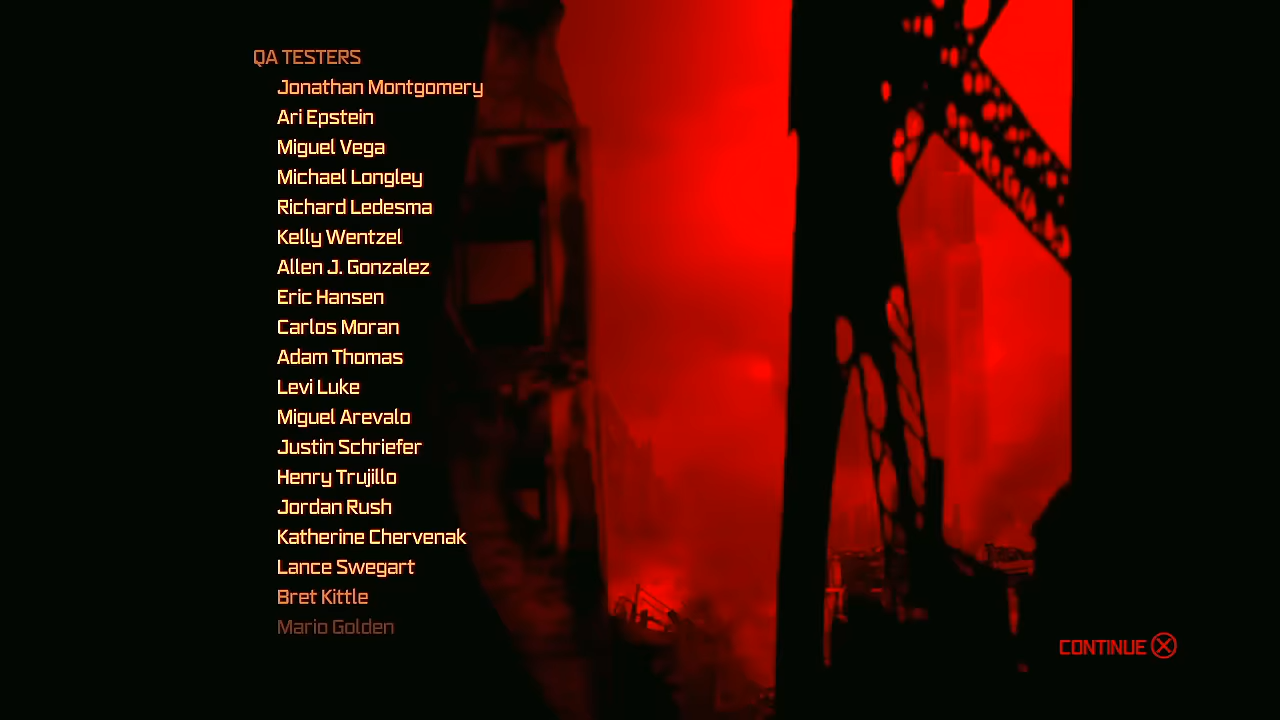 QA TESTERS
Jonathan Montgomery
Ari Epstein
Miguel Vega
Michael Longley
Richard Ledesma
Kelly Wentzel
Allen J. Gonzalez
Eric Hansen
Carlos Moran
Adam Thomas
Levi Luke
Miguel Arevalo
Justin Schriefer
Henry Trujillo
Jordan Rush
Katherine Chervenak
Lance Swegart
Bret Kittle
Mario Golden
CONTINUE